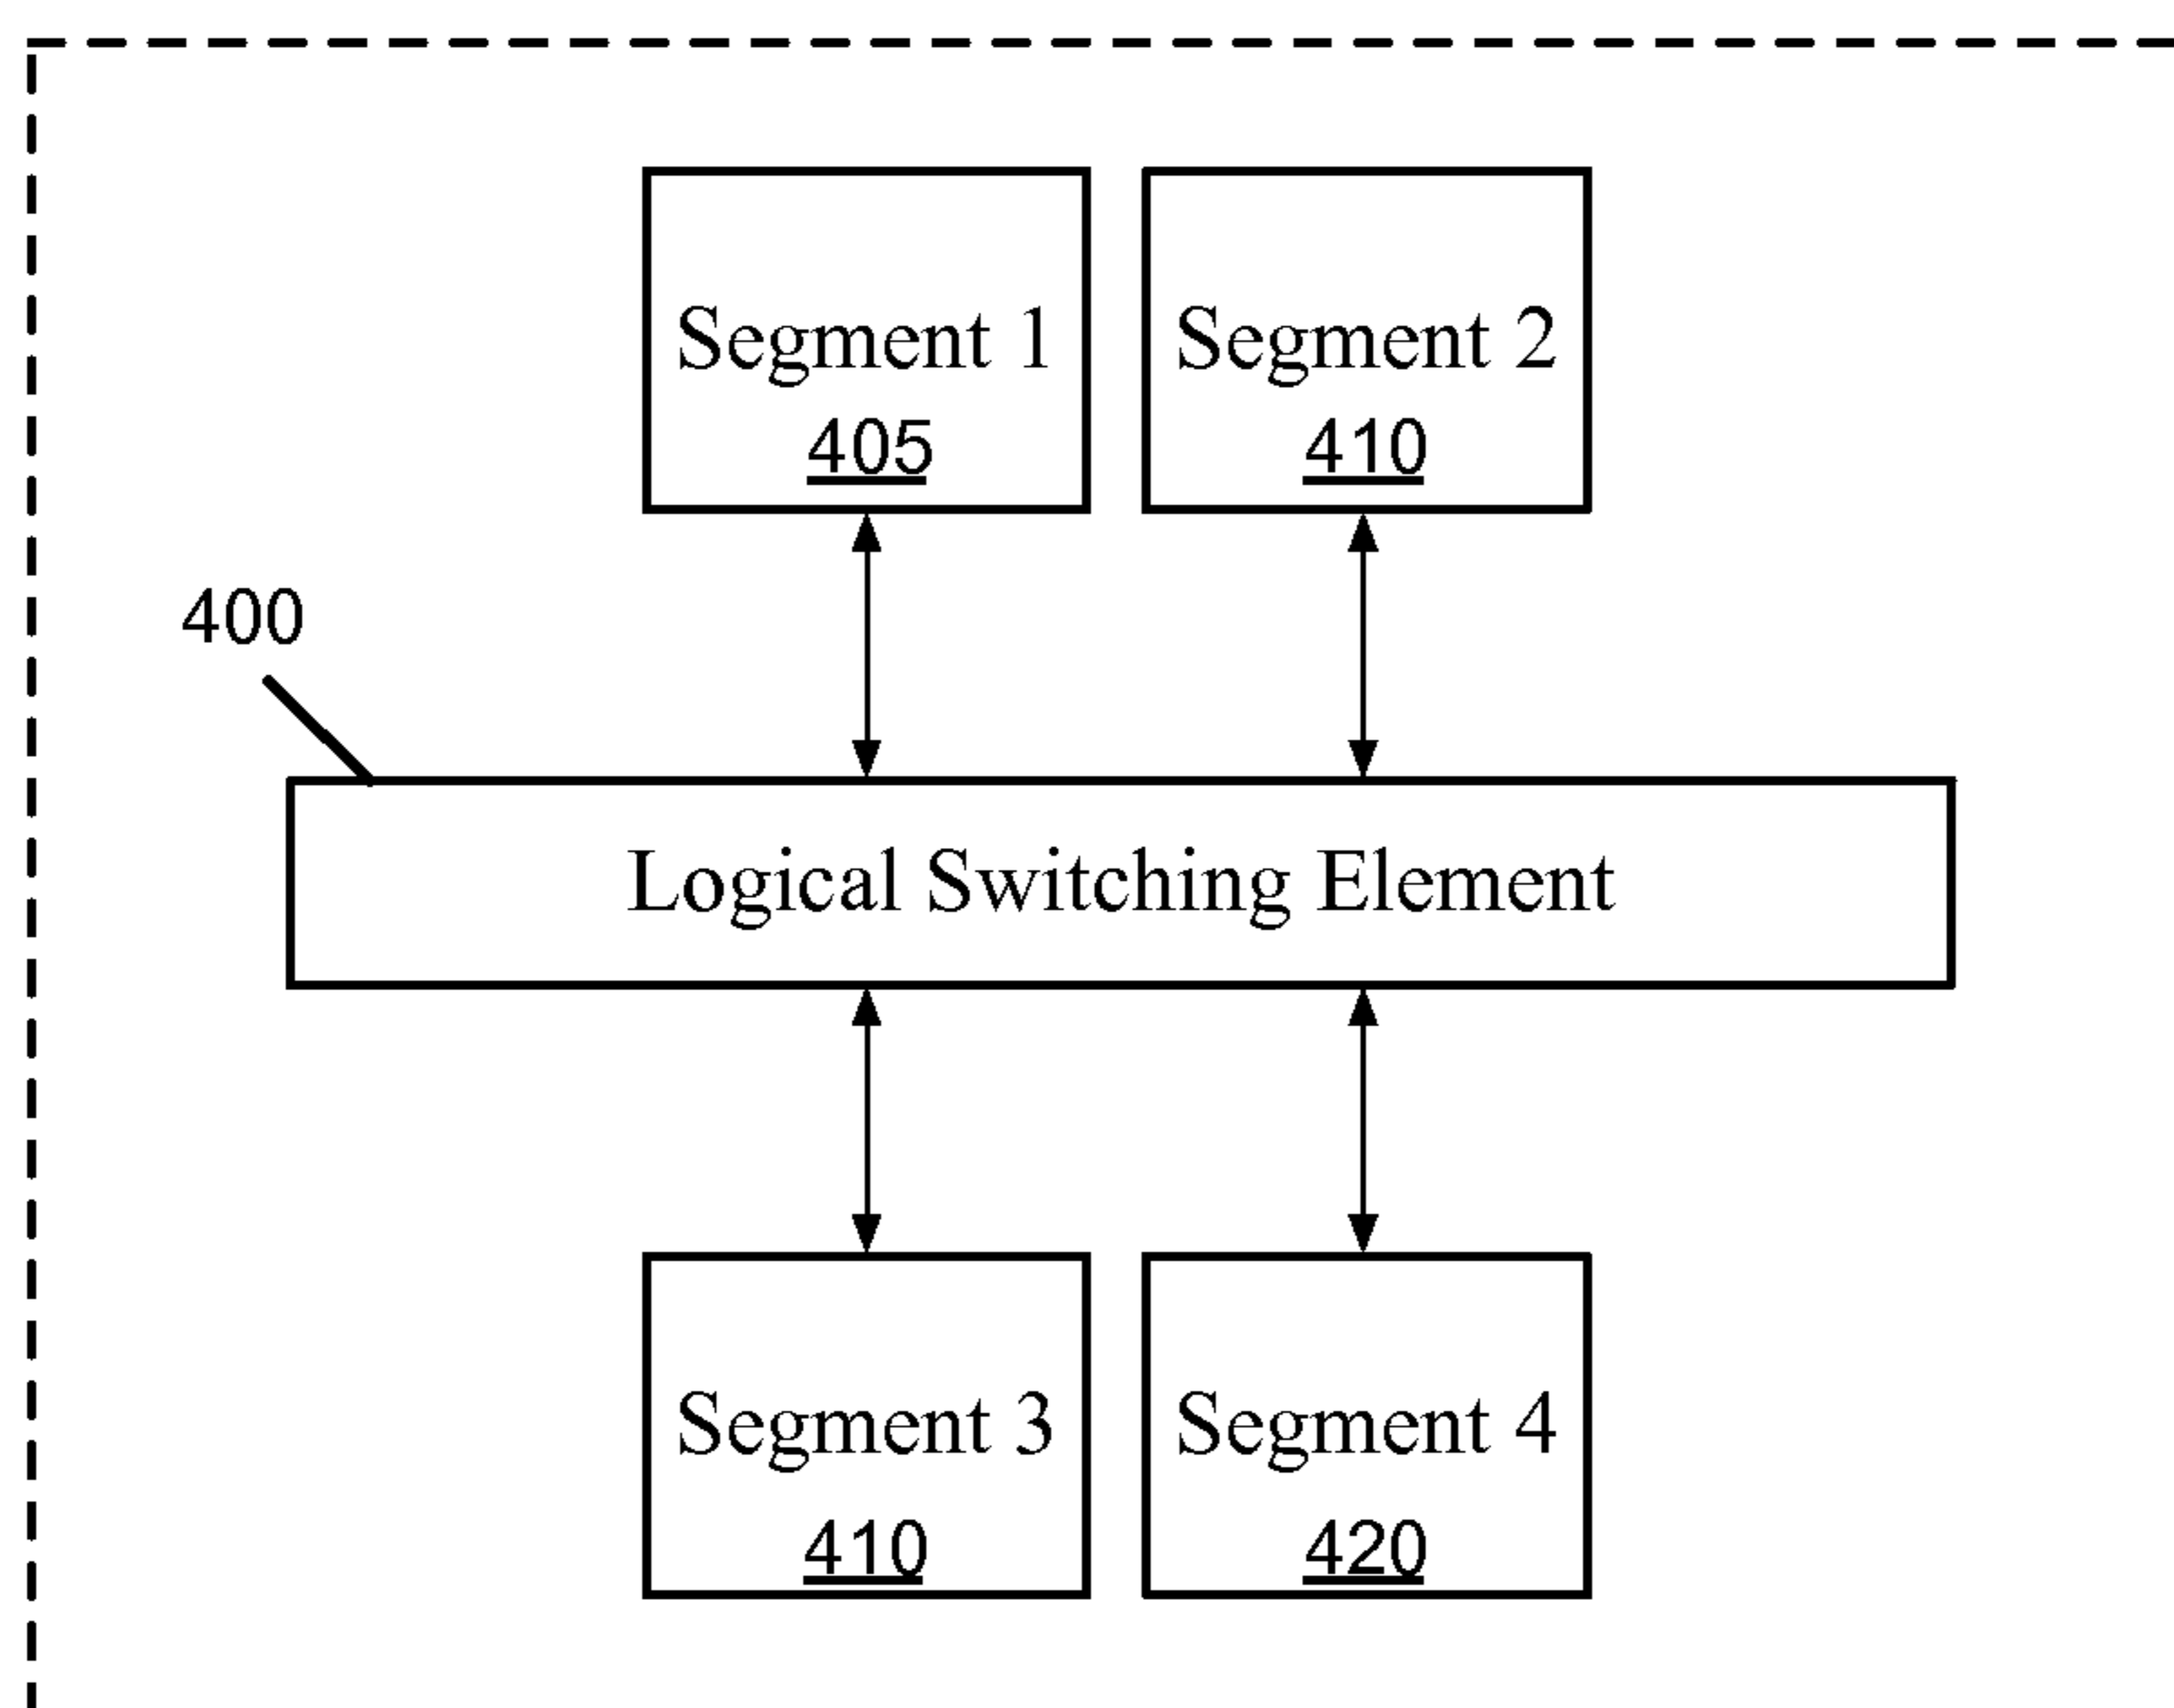 Segment 1
405
Segment 2
410
400
Logical Switching Element
Segment 3
410
Segment 4
420